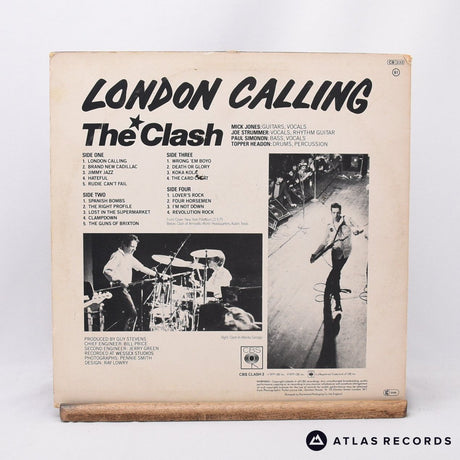 LONDON CALLING
The Clash
MICK JONES: GUITARS, VOCALS
JOE STRUMMER: VOCALS, RHYTHM GUITAR
PAUL SIMONON: BASS, VOCALS
TOPPER HEADON: DRUMS, PERCUSSION
SIDE ONE
1. LONDON CALLING
2. BRAND NEW CADILLAC
3. JIMMY JAZZ
4. HATEFUL
5. RUDIE CAN'T FAIL
SIDE TWO
1. SPANISH BOMBS
2. THE RIGHT PROFILE
3. LOST IN THE SUPERMARKET
4. CLAMPDOWN
5. THE GUNS OF BRIXTON
SIDE THREE
1. WRONG 'EM BOYO
2. DEATH OR GLORY
3. KOKA KOLA
4. THE CARD
SIDE FOUR
1. LOVER'S ROCK
2. FOUR HORSEMEN
3. I'M NOT DOWN
4. REVOLUTION ROCK
PRODUCED BY GUY STEVENS
CHIEF ENGINEER: BILL PRICE
SECOND ENGINEER: JERRY GREEN
RECORDED AT WESSEX STUDIOS
PHOTOGRAPHS: PENNIE SMITH
DESIGN: RAY LOWRY
CBS
CBS CLASH 3
ATLAS RECORDS